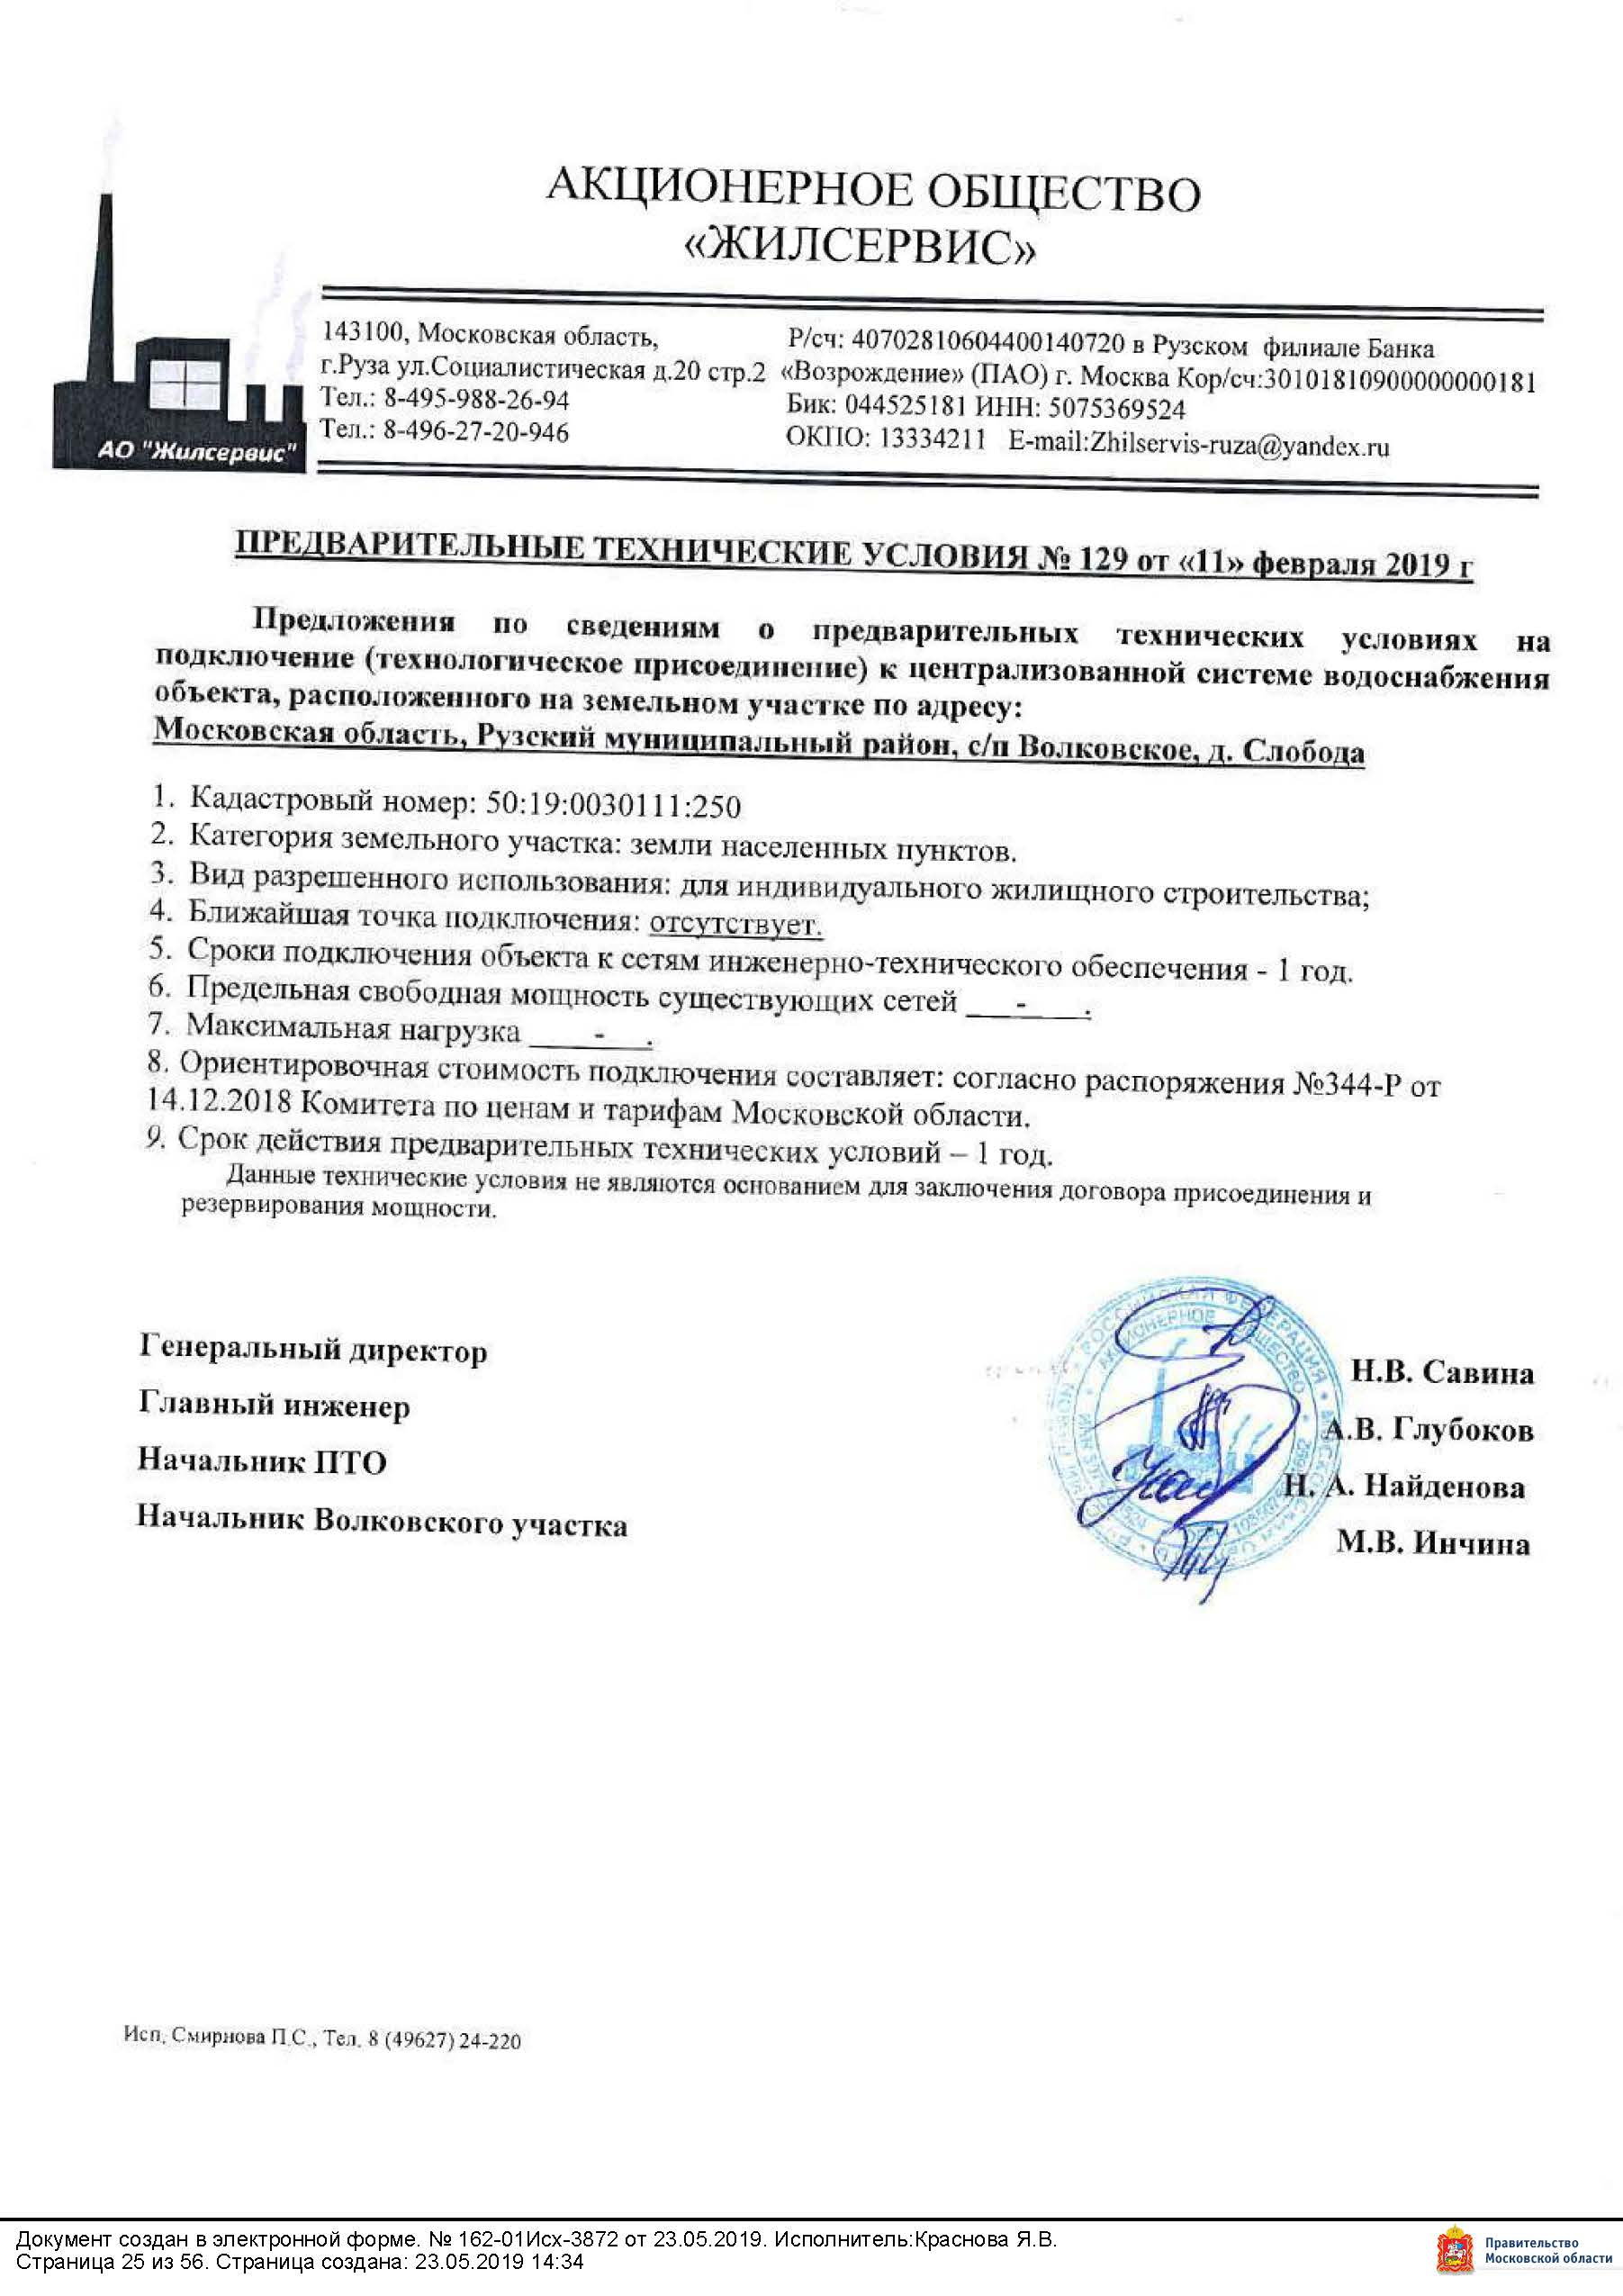 АКЦИОНЕРНОЕ ОБЩЕСТВО
«ЖИЛСЕРВИС»
АО "Жилсервис"
143100, Московская область,
г.Руза ул.Социалистическая д.20 стр.2
Тел.: 8-495-988-26-94
Тел.: 8-496-27-20-946
Р/сч: 40702810604400140720 в Рузском филиале Банка
«Возрождение» (ПАО) г. Москва Кор/сч:30101810900000000181
Бик: 044525181 ИНН: 5075369524
ОКПО: 13334211 E-mail:Zhilservis-ruza@yandex.ru
ПРЕДВАРИТЕЛЬНЫЕ ТЕХНИЧЕСКИЕ УСЛОВИЯ № 129 от «11» февраля 2019 г
Предложения по сведениям о предварительных технических условиях на
подключение (технологическое присоединение) к централизованной системе водоснабжения
объекта, расположенного на земельном участке по адресу:
Московская область, Рузский муниципальный район, с/п Волковское, д. Слобода
1. Кадастровый номер: 50:19:0030111:250
2. Категория земельного участка: земли населенных пунктов.
3. Вид разрешенного использования: для индивидуального жилищного строительства;
4. Ближайшая точка подключения: отсутствует.
5. Сроки подключения объекта к сетям инженерно-технического обеспечения - 1 год.
6. Предельная свободная мощность существующих сетей ___-____.
7. Максимальная нагрузка ____-___.
8. Ориентировочная стоимость подключения составляет: согласно распоряжения №344-Р от
14.12.2018 Комитета по ценам и тарифам Московской области.
9. Срок действия предварительных технических условий – 1 год.
Данные технические условия не являются основанием для заключения договора присоединения и
резервирования мощности.
Генеральный директор Н.В. Савина
Главный инженер А.В. Глубоков
Начальник ПТО Н. А. Найденова
Начальник Волковского участка М.В. Инчина
РОССИЙСКАЯ ФЕДЕРАЦИЯ
АКЦИОНЕРНОЕ ОБЩЕСТВО
Исп. Смирнова П.С., Тел. 8 (49627) 24-220
Документ создан в электронной форме. № 162-01Исх-3872 от 23.05.2019. Исполнитель:Краснова Я.В.
Страница 25 из 56. Страница создана: 23.05.2019 14:34
Правительство
Московской области